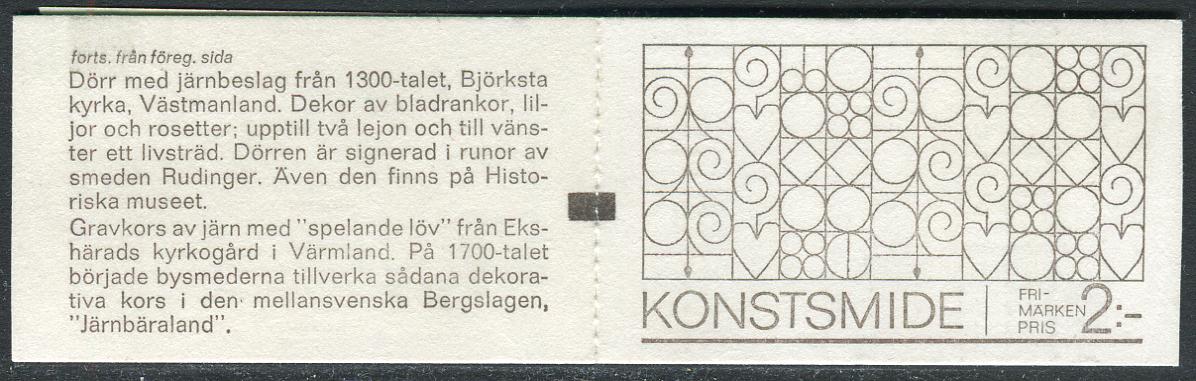 forts. från föreg. sida
Dörr med järnbeslag från 1300-talet, Björksta
kyrka, Västmanland. Dekor av bladrankor, lil-
jor och rosetter; upptill två lejon och till väns-
ter ett livsträd. Dörren är signerad i runor av
smeden Rudinger. Även den finns på Histo-
riska museet.
Gravkors av järn med "spelande löv" från Eks-
härads kyrkogård i Värmland. På 1700-talet
började bysmederna tillverka sådana dekora-
tiva kors i den mellansvenska Bergslagen,
"Järnbäraland".
KONSTSMIDE
FRI-
MÄRKEN
PRIS
2:-